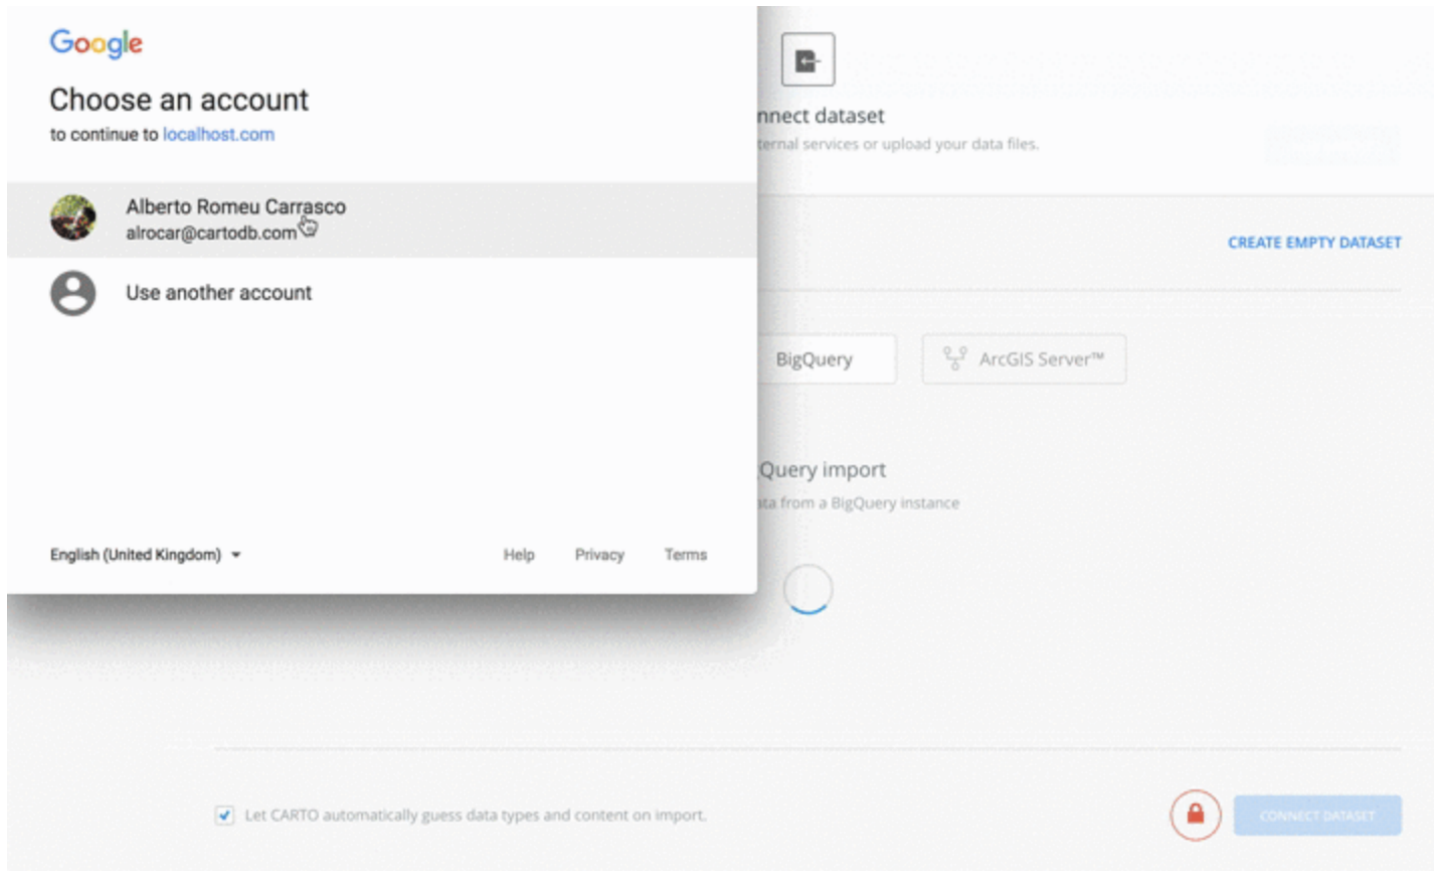 Google
Choose an account
to continue to localhost.com
Alberto Romeu Carrasco
alrocar@cartodb.com
Use another account
English (United Kingdom)
Help Privacy Terms
nnect dataset
ternal services or upload your data files.
CREATE EMPTY DATASET
BigQuery
ArcGIS Server™
Query import
ata from a BigQuery instance
Let CARTO automatically guess data types and content on import.
CONNECT DATASET